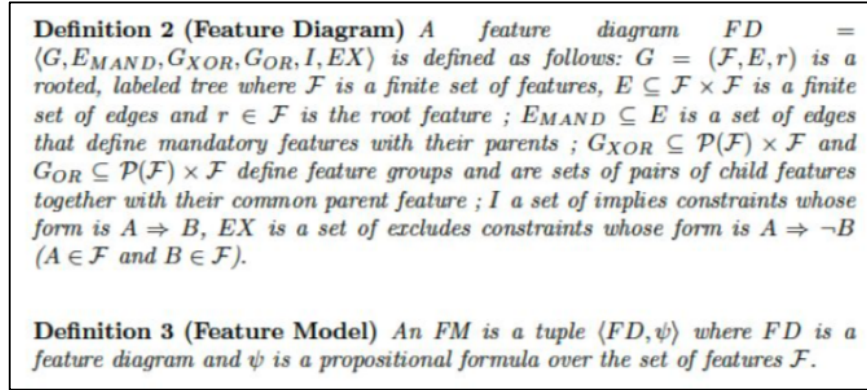 Definition 2 (Feature Diagram) A feature diagram FD =
⟨G, E_MAND, G_XOR, G_OR, I, EX⟩ is defined as follows: G = (ℱ, E, r) is a
rooted, labeled tree where ℱ is a finite set of features, E ⊆ ℱ × ℱ is a finite
set of edges and r ∈ ℱ is the root feature ; E_MAND ⊆ E is a set of edges
that define mandatory features with their parents ; G_XOR ⊆ 𝒫(ℱ) × ℱ and
G_OR ⊆ 𝒫(ℱ) × ℱ define feature groups and are sets of pairs of child features
together with their common parent feature ; I a set of implies constraints whose
form is A ⇒ B, EX is a set of excludes constraints whose form is A ⇒ ¬B
(A ∈ ℱ and B ∈ ℱ).
Definition 3 (Feature Model) An FM is a tuple ⟨FD, ψ⟩ where FD is a
feature diagram and ψ is a propositional formula over the set of features ℱ.